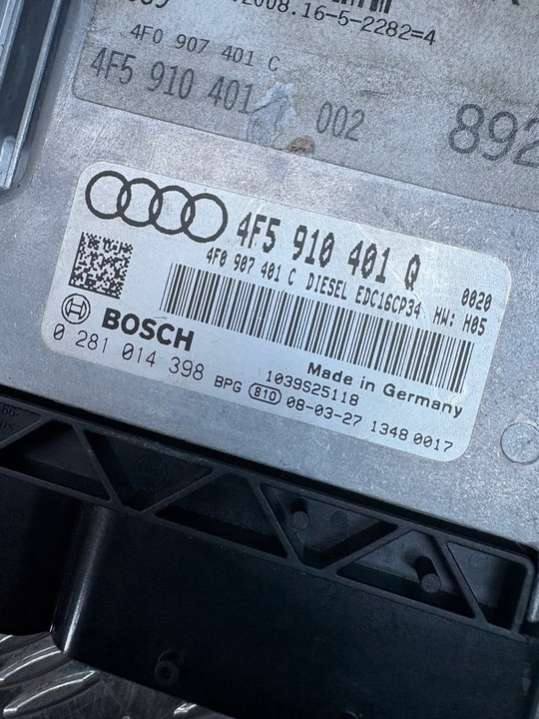 2008.16-5-2282=4
4F0 907 401 C
4F5 910 401
002
892
4F5 910 401 Q
4F0 907 401 C DIESEL EDC16CP34
0020
HW: H05
BOSCH
0 281 014 398
Made in Germany
1039S25118
BPG 810 08-03-27 1348 0017